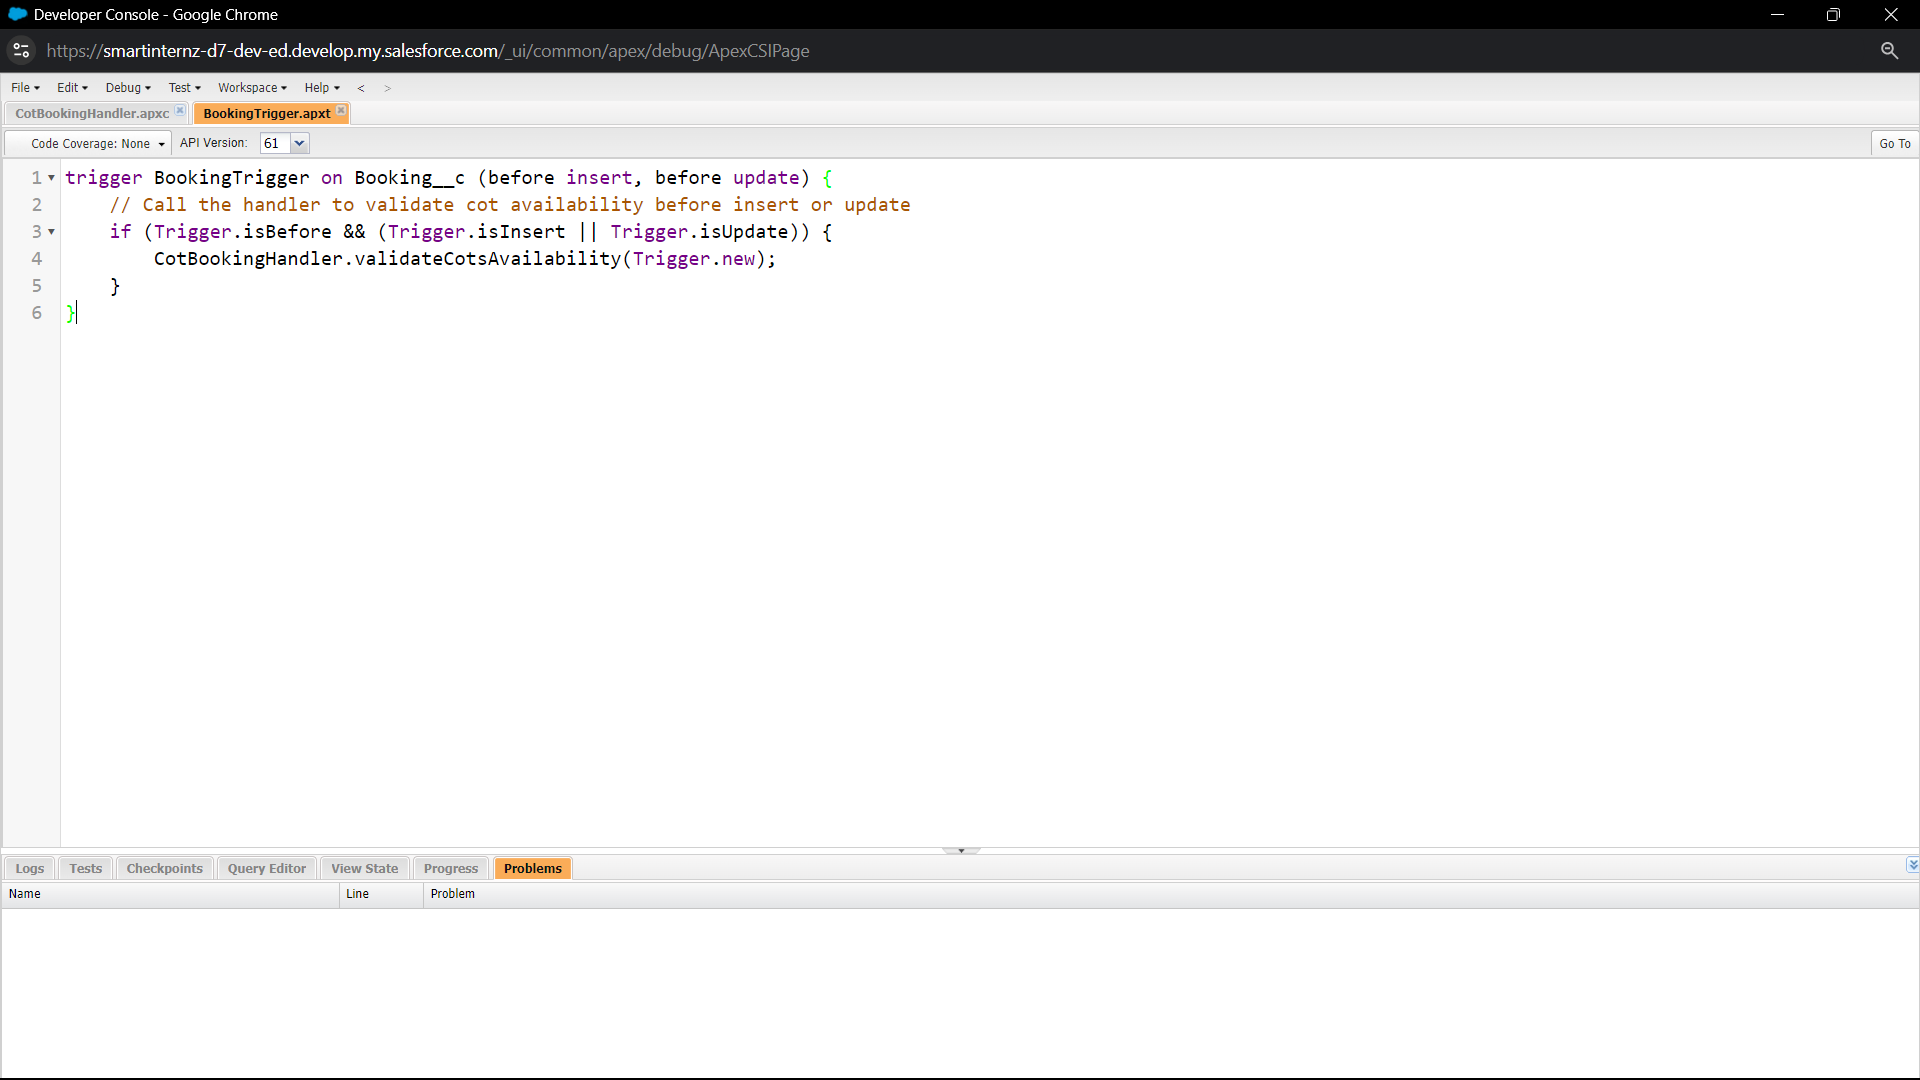 Developer Console - Google Chrome
https://smartinternz-d7-dev-ed.develop.my.salesforce.com/_ui/common/apex/debug/ApexCSIPage
File Edit Debug Test Workspace Help < >
CotBookingHandler.apxc BookingTrigger.apxt
Code Coverage: None API Version: 61 Go To
1 trigger BookingTrigger on Booking__c (before insert, before update) {
2 // Call the handler to validate cot availability before insert or update
3 if (Trigger.isBefore && (Trigger.isInsert || Trigger.isUpdate)) {
4 CotBookingHandler.validateCotsAvailability(Trigger.new);
5 }
6 }
Logs Tests Checkpoints Query Editor View State Progress Problems
Name Line Problem